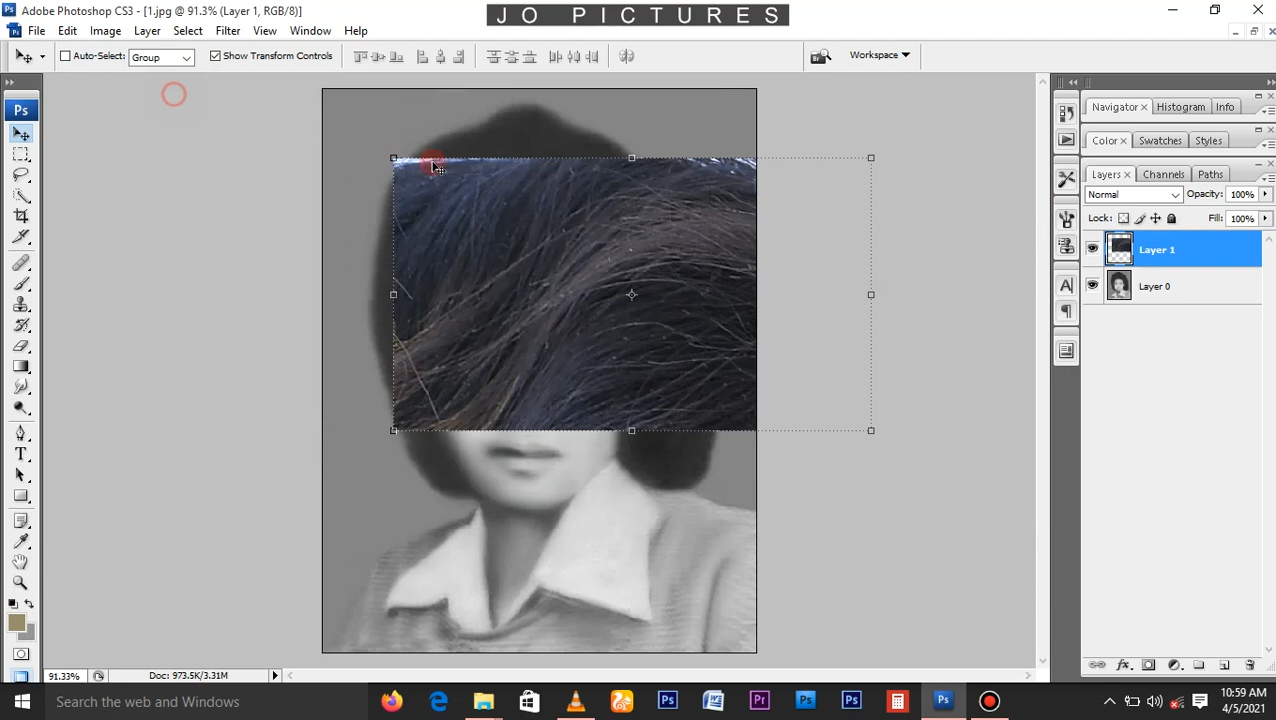 Adobe Photoshop CS3 - [1.jpg @ 91.3% (Layer 1, RGB/8)]
JO PICTURES
File Edit Image Layer Select Filter View Window Help
Auto-Select: Group Show Transform Controls Workspace
Ps
Navigator Histogram Info
Color Swatches Styles
Layers Channels Paths
Normal Opacity: 100%
Lock: Fill: 100%
Layer 1
Layer 0
91.33% Doc: 973.5K/3.31M
Search the web and Windows
10:59 AM
4/5/2021